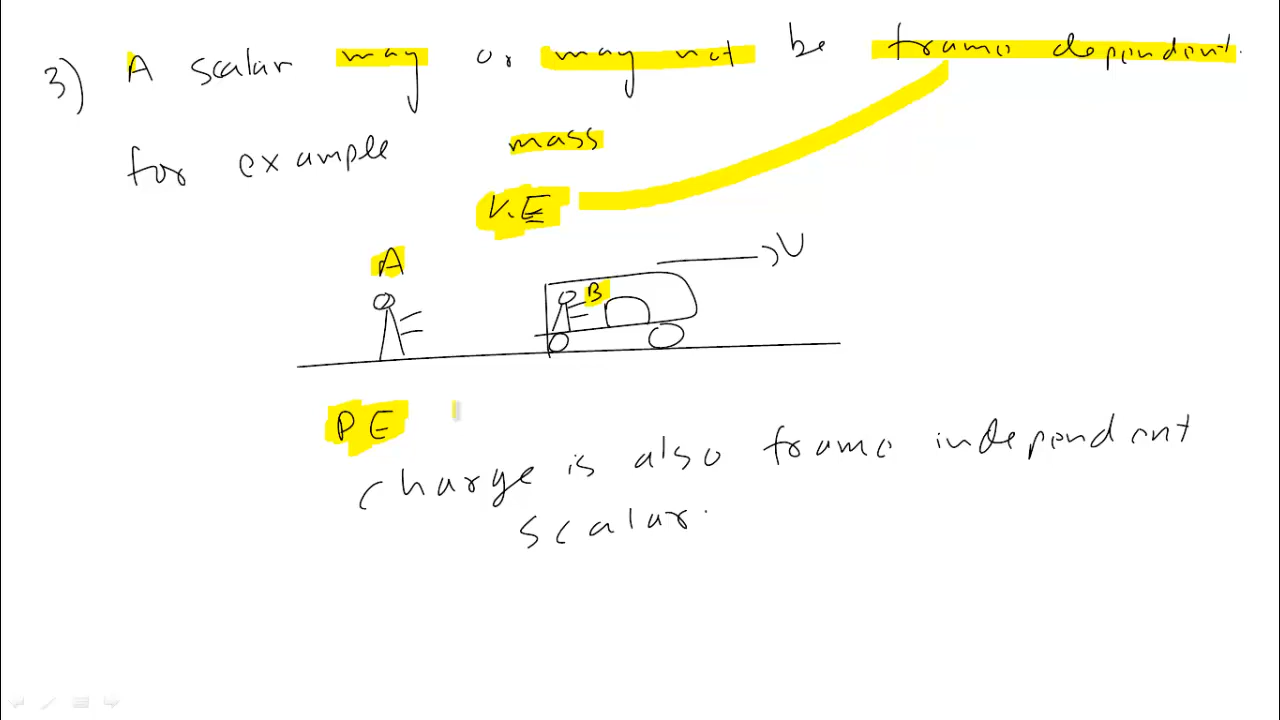 3) A scalar may or may not be frame dependent.
for example mass
K.E
A
B
V
PE
charge is also frame independent
scalar.